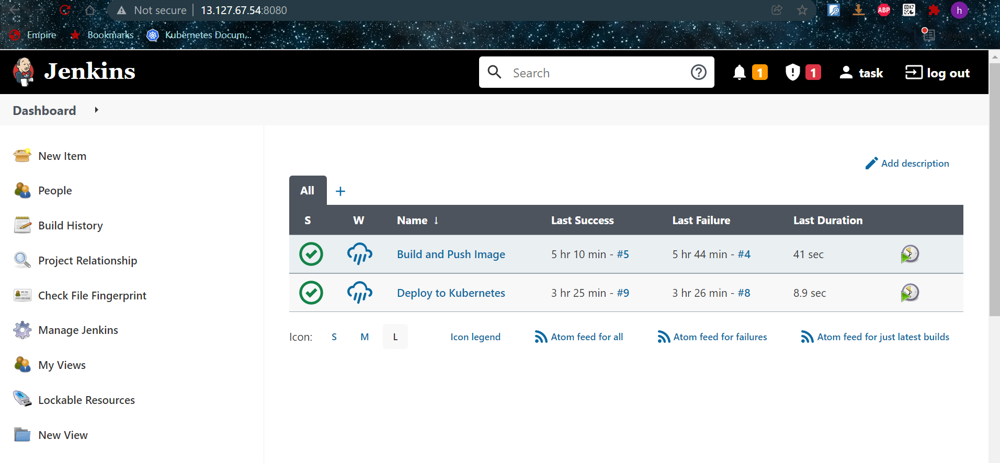 Not secure | 13.127.67.54:8080
ABP
h
Empire Bookmarks Kubernetes Docum...
Jenkins
Search
1
1
task
log out
Dashboard
New Item
People
Build History
Project Relationship
Check File Fingerprint
Manage Jenkins
My Views
Lockable Resources
New View
Add description
All +
S W Name ↓ Last Success Last Failure Last Duration
Build and Push Image 5 hr 10 min - #5 5 hr 44 min - #4 41 sec
Deploy to Kubernetes 3 hr 25 min - #9 3 hr 26 min - #8 8.9 sec
Icon: S M L Icon legend Atom feed for all Atom feed for failures Atom feed for just latest builds